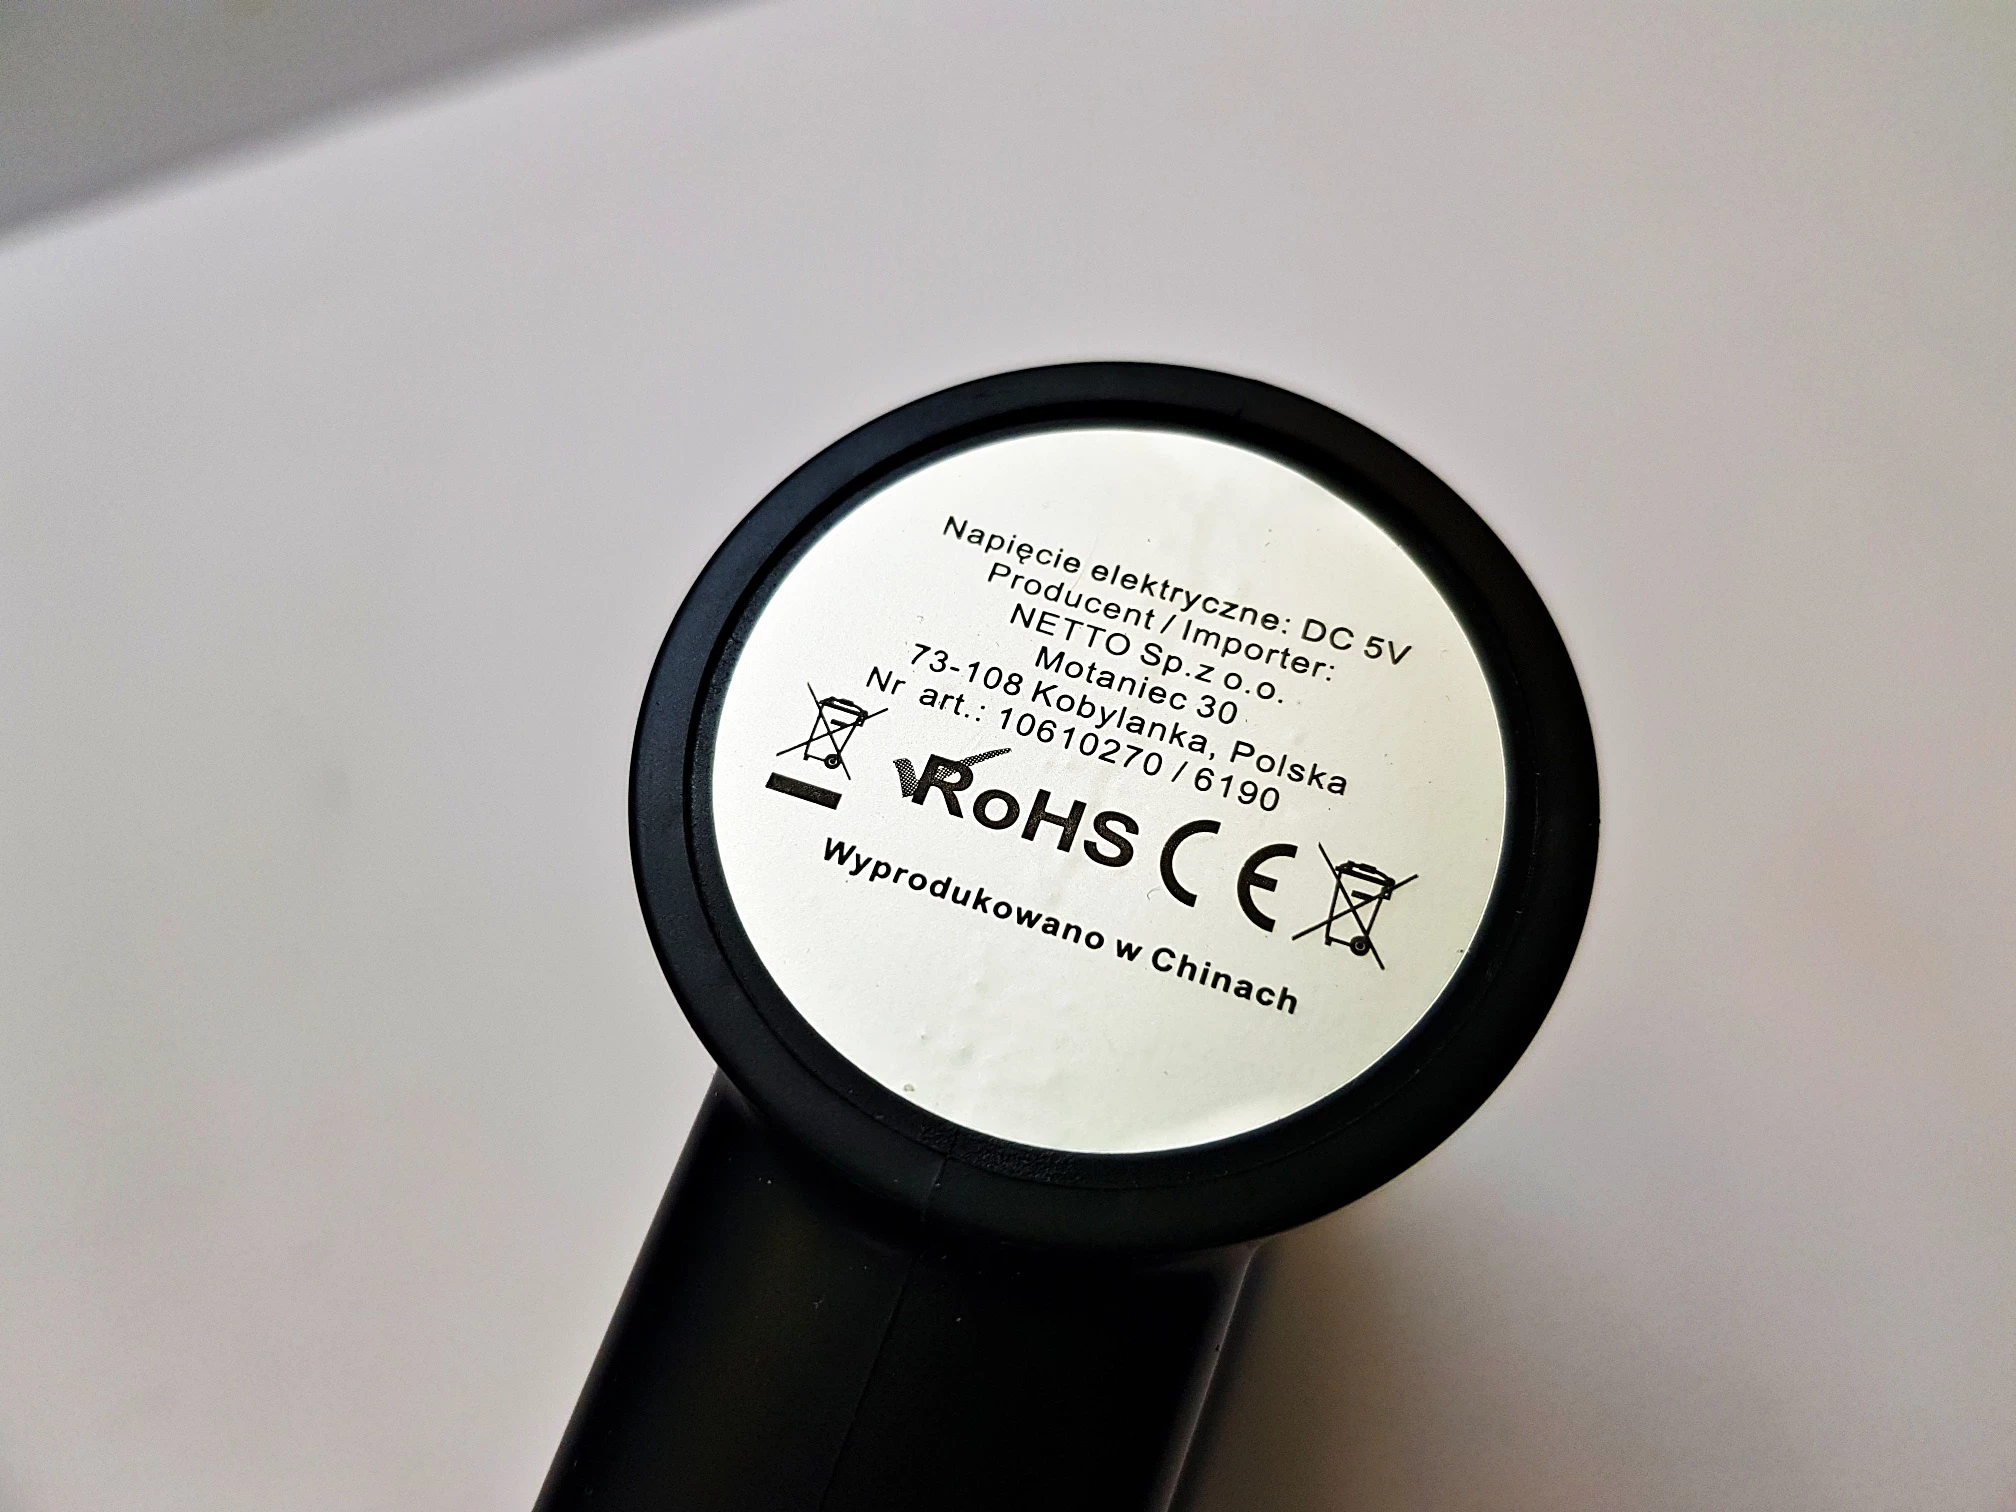 Napięcie elektryczne: DC 5V
Producent / Importer:
NETTO Sp.z o.o.
Motaniec 30
73-108 Kobylanka, Polska
Nr art.: 10610270 / 6190
RoHS CE
Wyprodukowano w Chinach